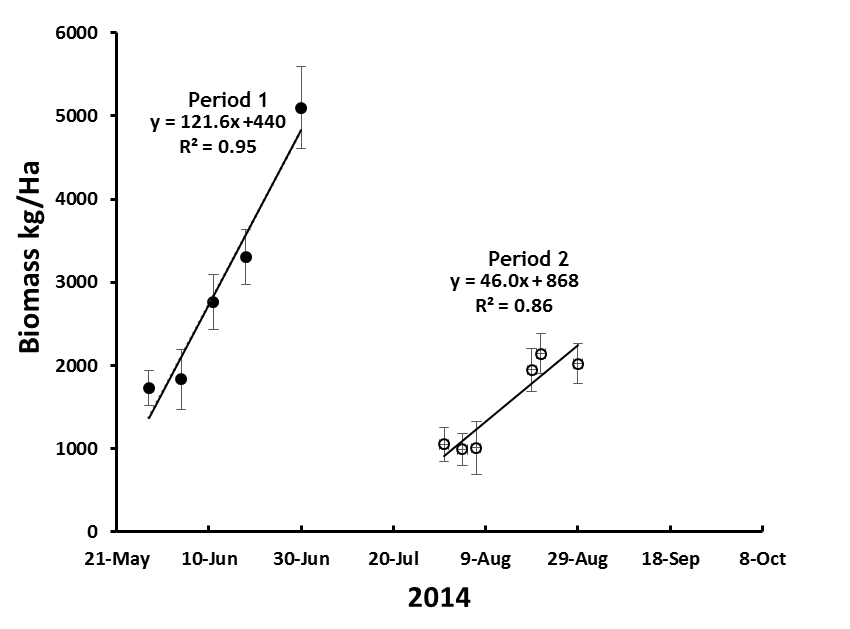 6000
5000
4000
3000
2000
1000
0
Biomass kg/Ha
Period 1
y = 121.6x +440
R² = 0.95
Period 2
y = 46.0x + 868
R² = 0.86
21-May 10-Jun 30-Jun 20-Jul 9-Aug 29-Aug 18-Sep 8-Oct
2014